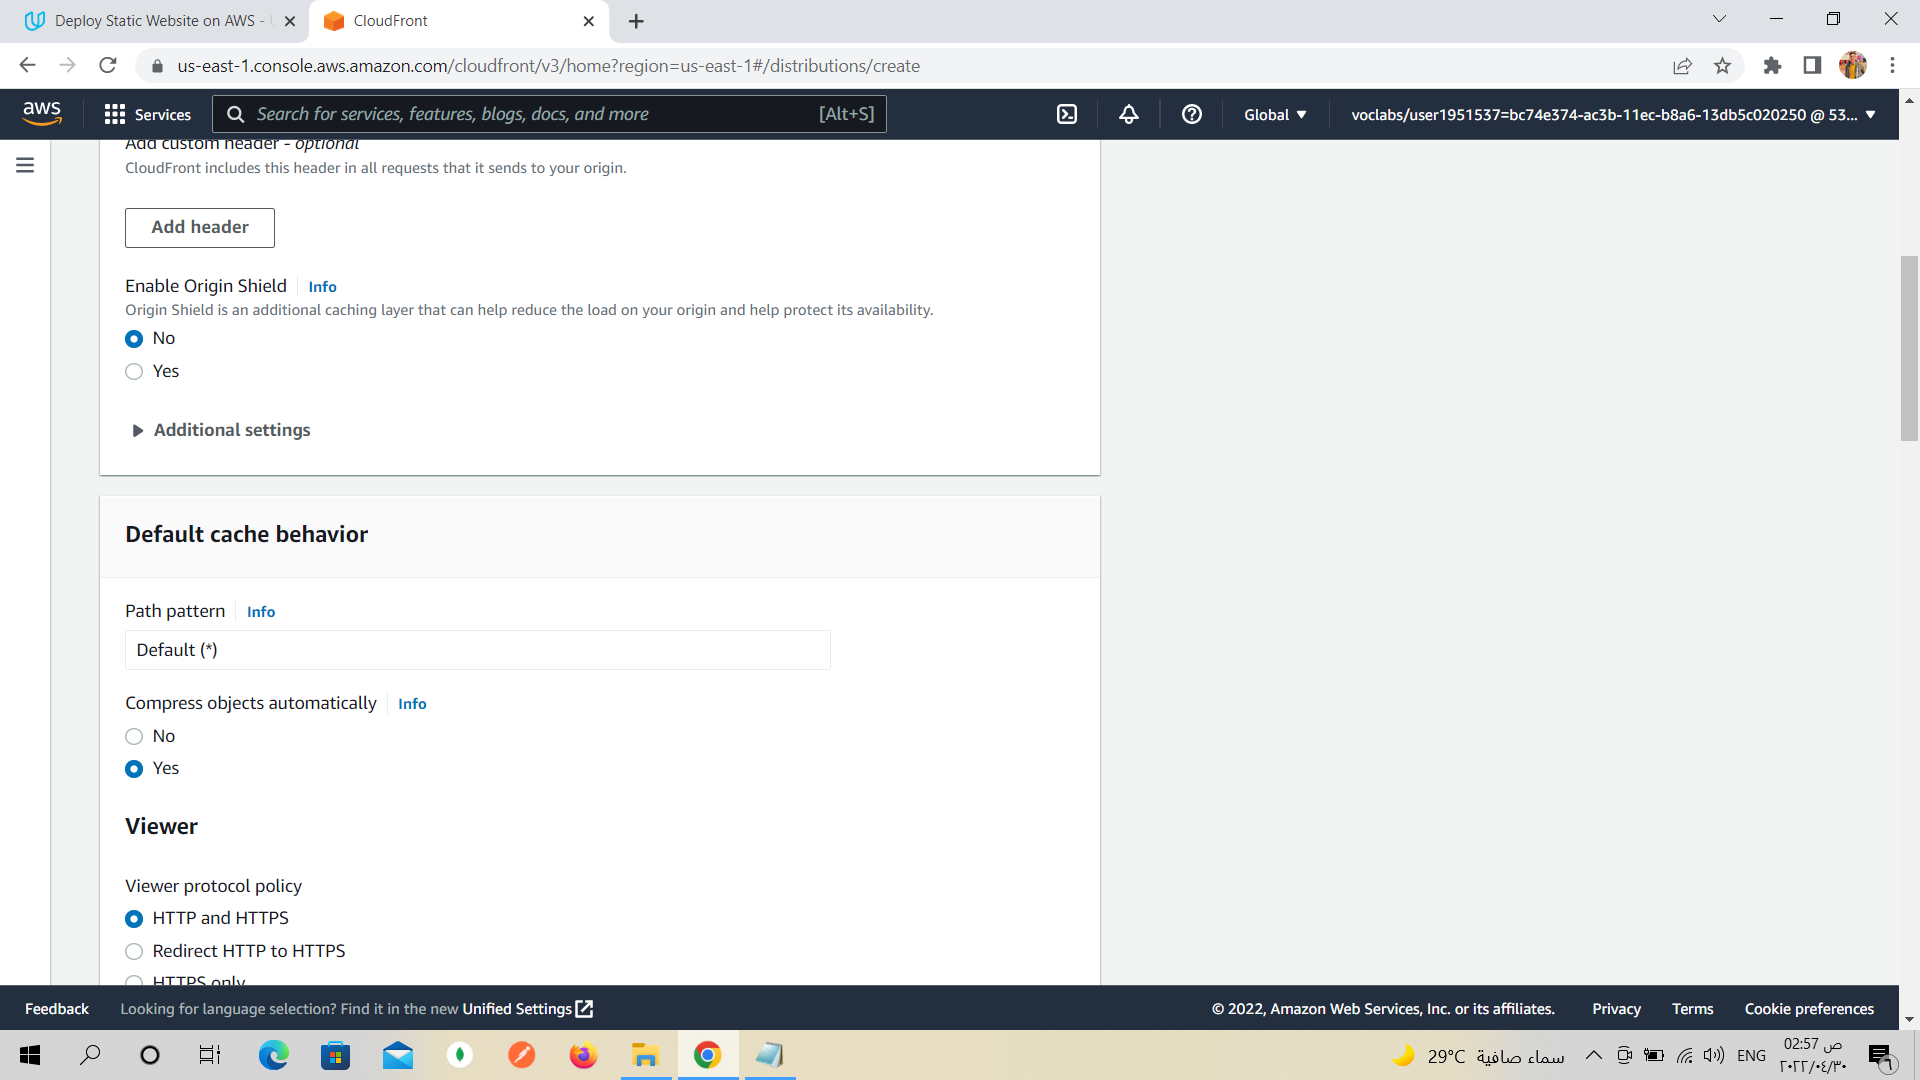 Deploy Static Website on AWS -
CloudFront
us-east-1.console.aws.amazon.com/cloudfront/v3/home?region=us-east-1#/distributions/create
aws
Services
Search for services, features, blogs, docs, and more
[Alt+S]
Global
voclabs/user1951537=bc74e374-ac3b-11ec-b8a6-13db5c020250 @ 53...
Add custom header - optional
CloudFront includes this header in all requests that it sends to your origin.
Add header
Enable Origin Shield Info
Origin Shield is an additional caching layer that can help reduce the load on your origin and help protect its availability.
No
Yes
Additional settings
Default cache behavior
Path pattern Info
Default (*)
Compress objects automatically Info
No
Yes
Viewer
Viewer protocol policy
HTTP and HTTPS
Redirect HTTP to HTTPS
HTTPS only
Feedback
Looking for language selection? Find it in the new Unified Settings
© 2022, Amazon Web Services, Inc. or its affiliates.
Privacy
Terms
Cookie preferences
29°C سماء صافية
ENG
02:57 ص
٢٠٢٢/٠٤/٣٠
٦